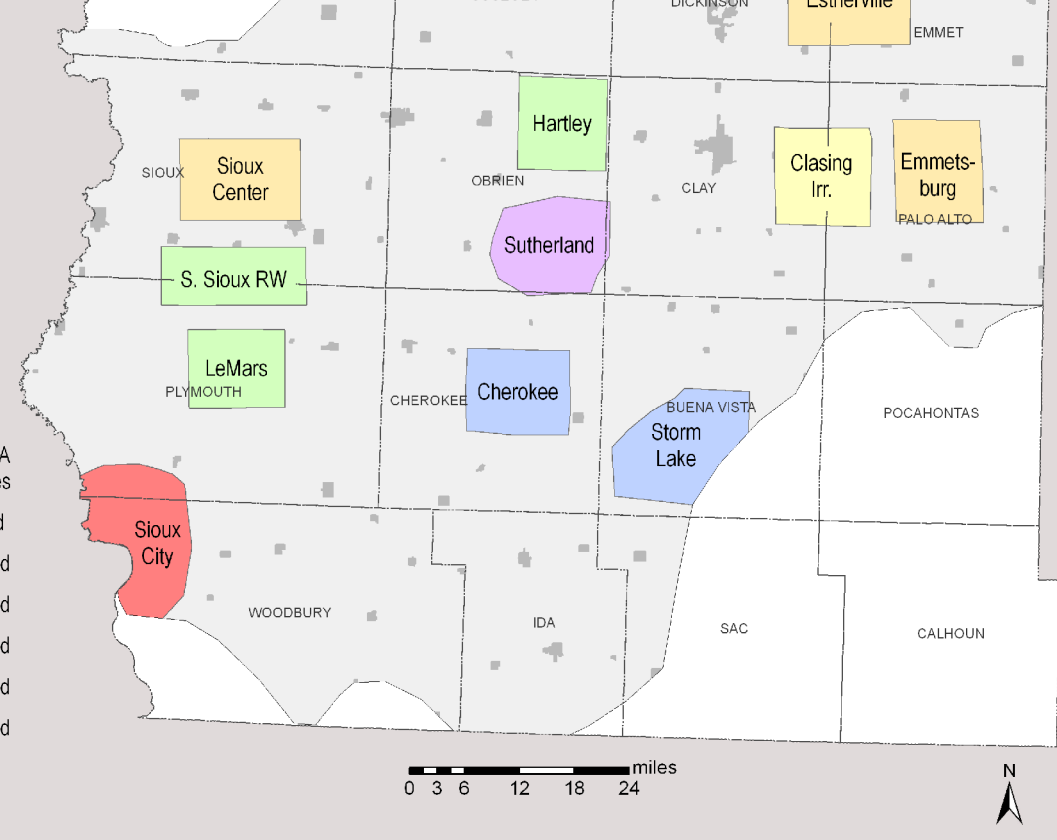 DICKINSON
Estherville
EMMET
Hartley
Sioux
Center
SIOUX
OBRIEN
CLAY
Clasing
Irr.
Emmets-
burg
PALO ALTO
Sutherland
S. Sioux RW
LeMars
PLYMOUTH
CHEROKEE
Cherokee
BUENA VISTA
Storm
Lake
POCAHONTAS
A
es
d
d
d
d
d
d
Sioux
City
WOODBURY
IDA
SAC
CALHOUN
miles
0 3 6 12 18 24
N